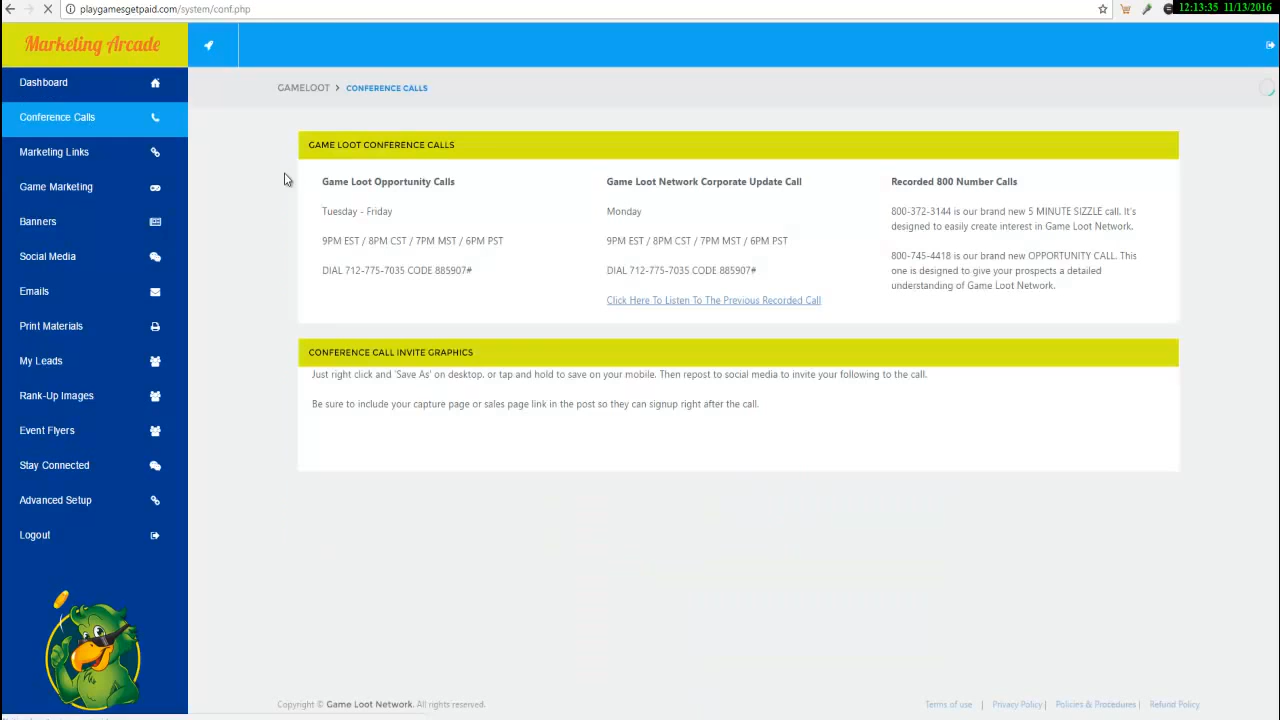 playgamesgetpaid.com/system/conf.php
12:13:35 11/13/2016
Marketing Arcade
Dashboard
Conference Calls
Marketing Links
Game Marketing
Banners
Social Media
Emails
Print Materials
My Leads
Rank-Up Images
Event Flyers
Stay Connected
Advanced Setup
Logout
GAMELOOT > CONFERENCE CALLS
GAME LOOT CONFERENCE CALLS
Game Loot Opportunity Calls
Tuesday - Friday
9PM EST / 8PM CST / 7PM MST / 6PM PST
DIAL 712-775-7035 CODE 885907#
Game Loot Network Corporate Update Call
Monday
9PM EST / 8PM CST / 7PM MST / 6PM PST
DIAL 712-775-7035 CODE 885907#
Click Here To Listen To The Previous Recorded Call
Recorded 800 Number Calls
800-372-3144 is our brand new 5 MINUTE SIZZLE call. It's
designed to easily create interest in Game Loot Network.
800-745-4418 is our brand new OPPORTUNITY CALL. This
one is designed to give your prospects a detailed
understanding of Game Loot Network.
CONFERENCE CALL INVITE GRAPHICS
Just right click and 'Save As' on desktop, or tap and hold to save on your mobile. Then repost to social media to invite your following to the call.
Be sure to include your capture page or sales page link in the post so they can signup right after the call.
Copyright © Game Loot Network. All rights reserved.
Terms of use | Privacy Policy | Policies & Procedures | Refund Policy